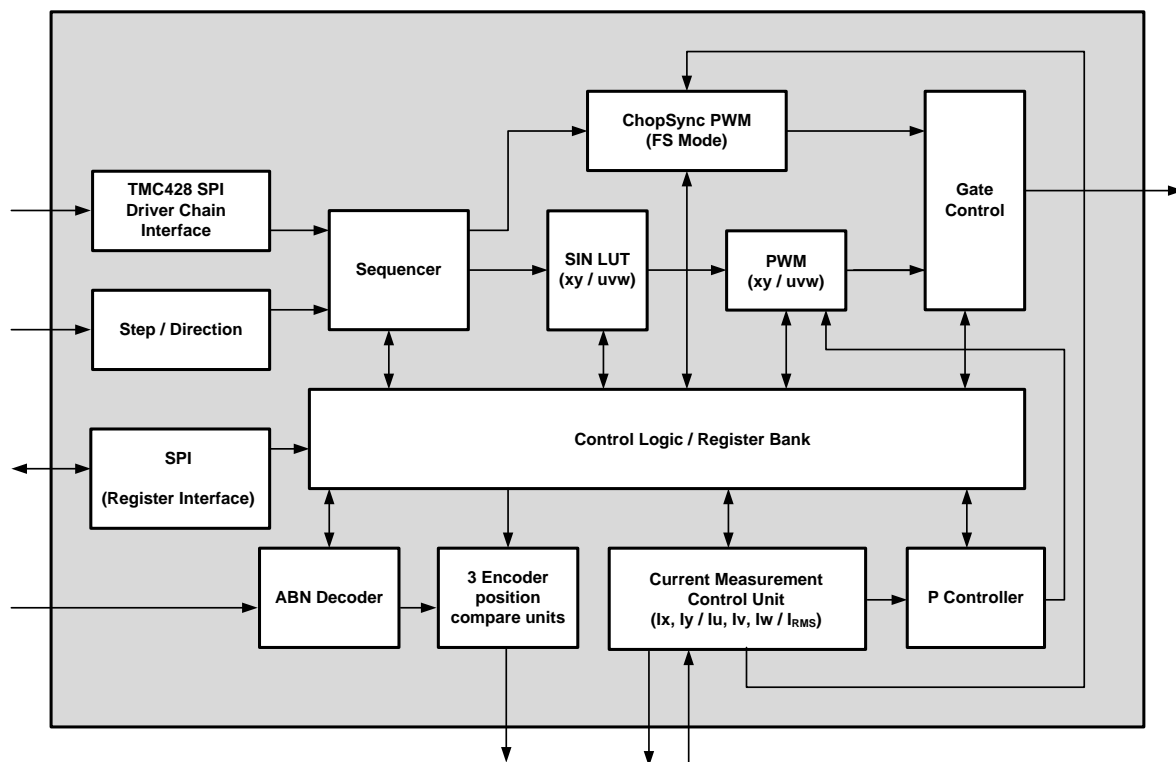 ChopSync PWM
(FS Mode)
Gate
Control
TMC428 SPI
Driver Chain
Interface
Sequencer
SIN LUT
(xy / uvw)
PWM
(xy / uvw)
Step / Direction
Control Logic / Register Bank
SPI
(Register Interface)
ABN Decoder
3 Encoder
position
compare units
Current Measurement
Control Unit
(Ix, Iy / Iu, Iv, Iw / IRMS)
P Controller